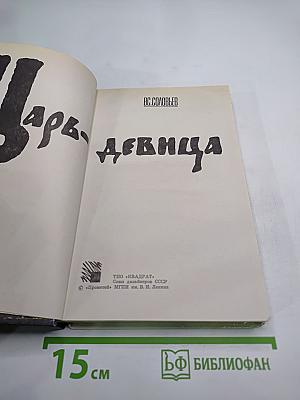 ВС.СОЛОВЬЕВ
Царь-
девица
ТПО «КВАДРАТ»
Союз дизайнеров СССР
© «Прометей» МГПИ им. В. И. Ленина
15 см
БФ БИБЛИОФАН